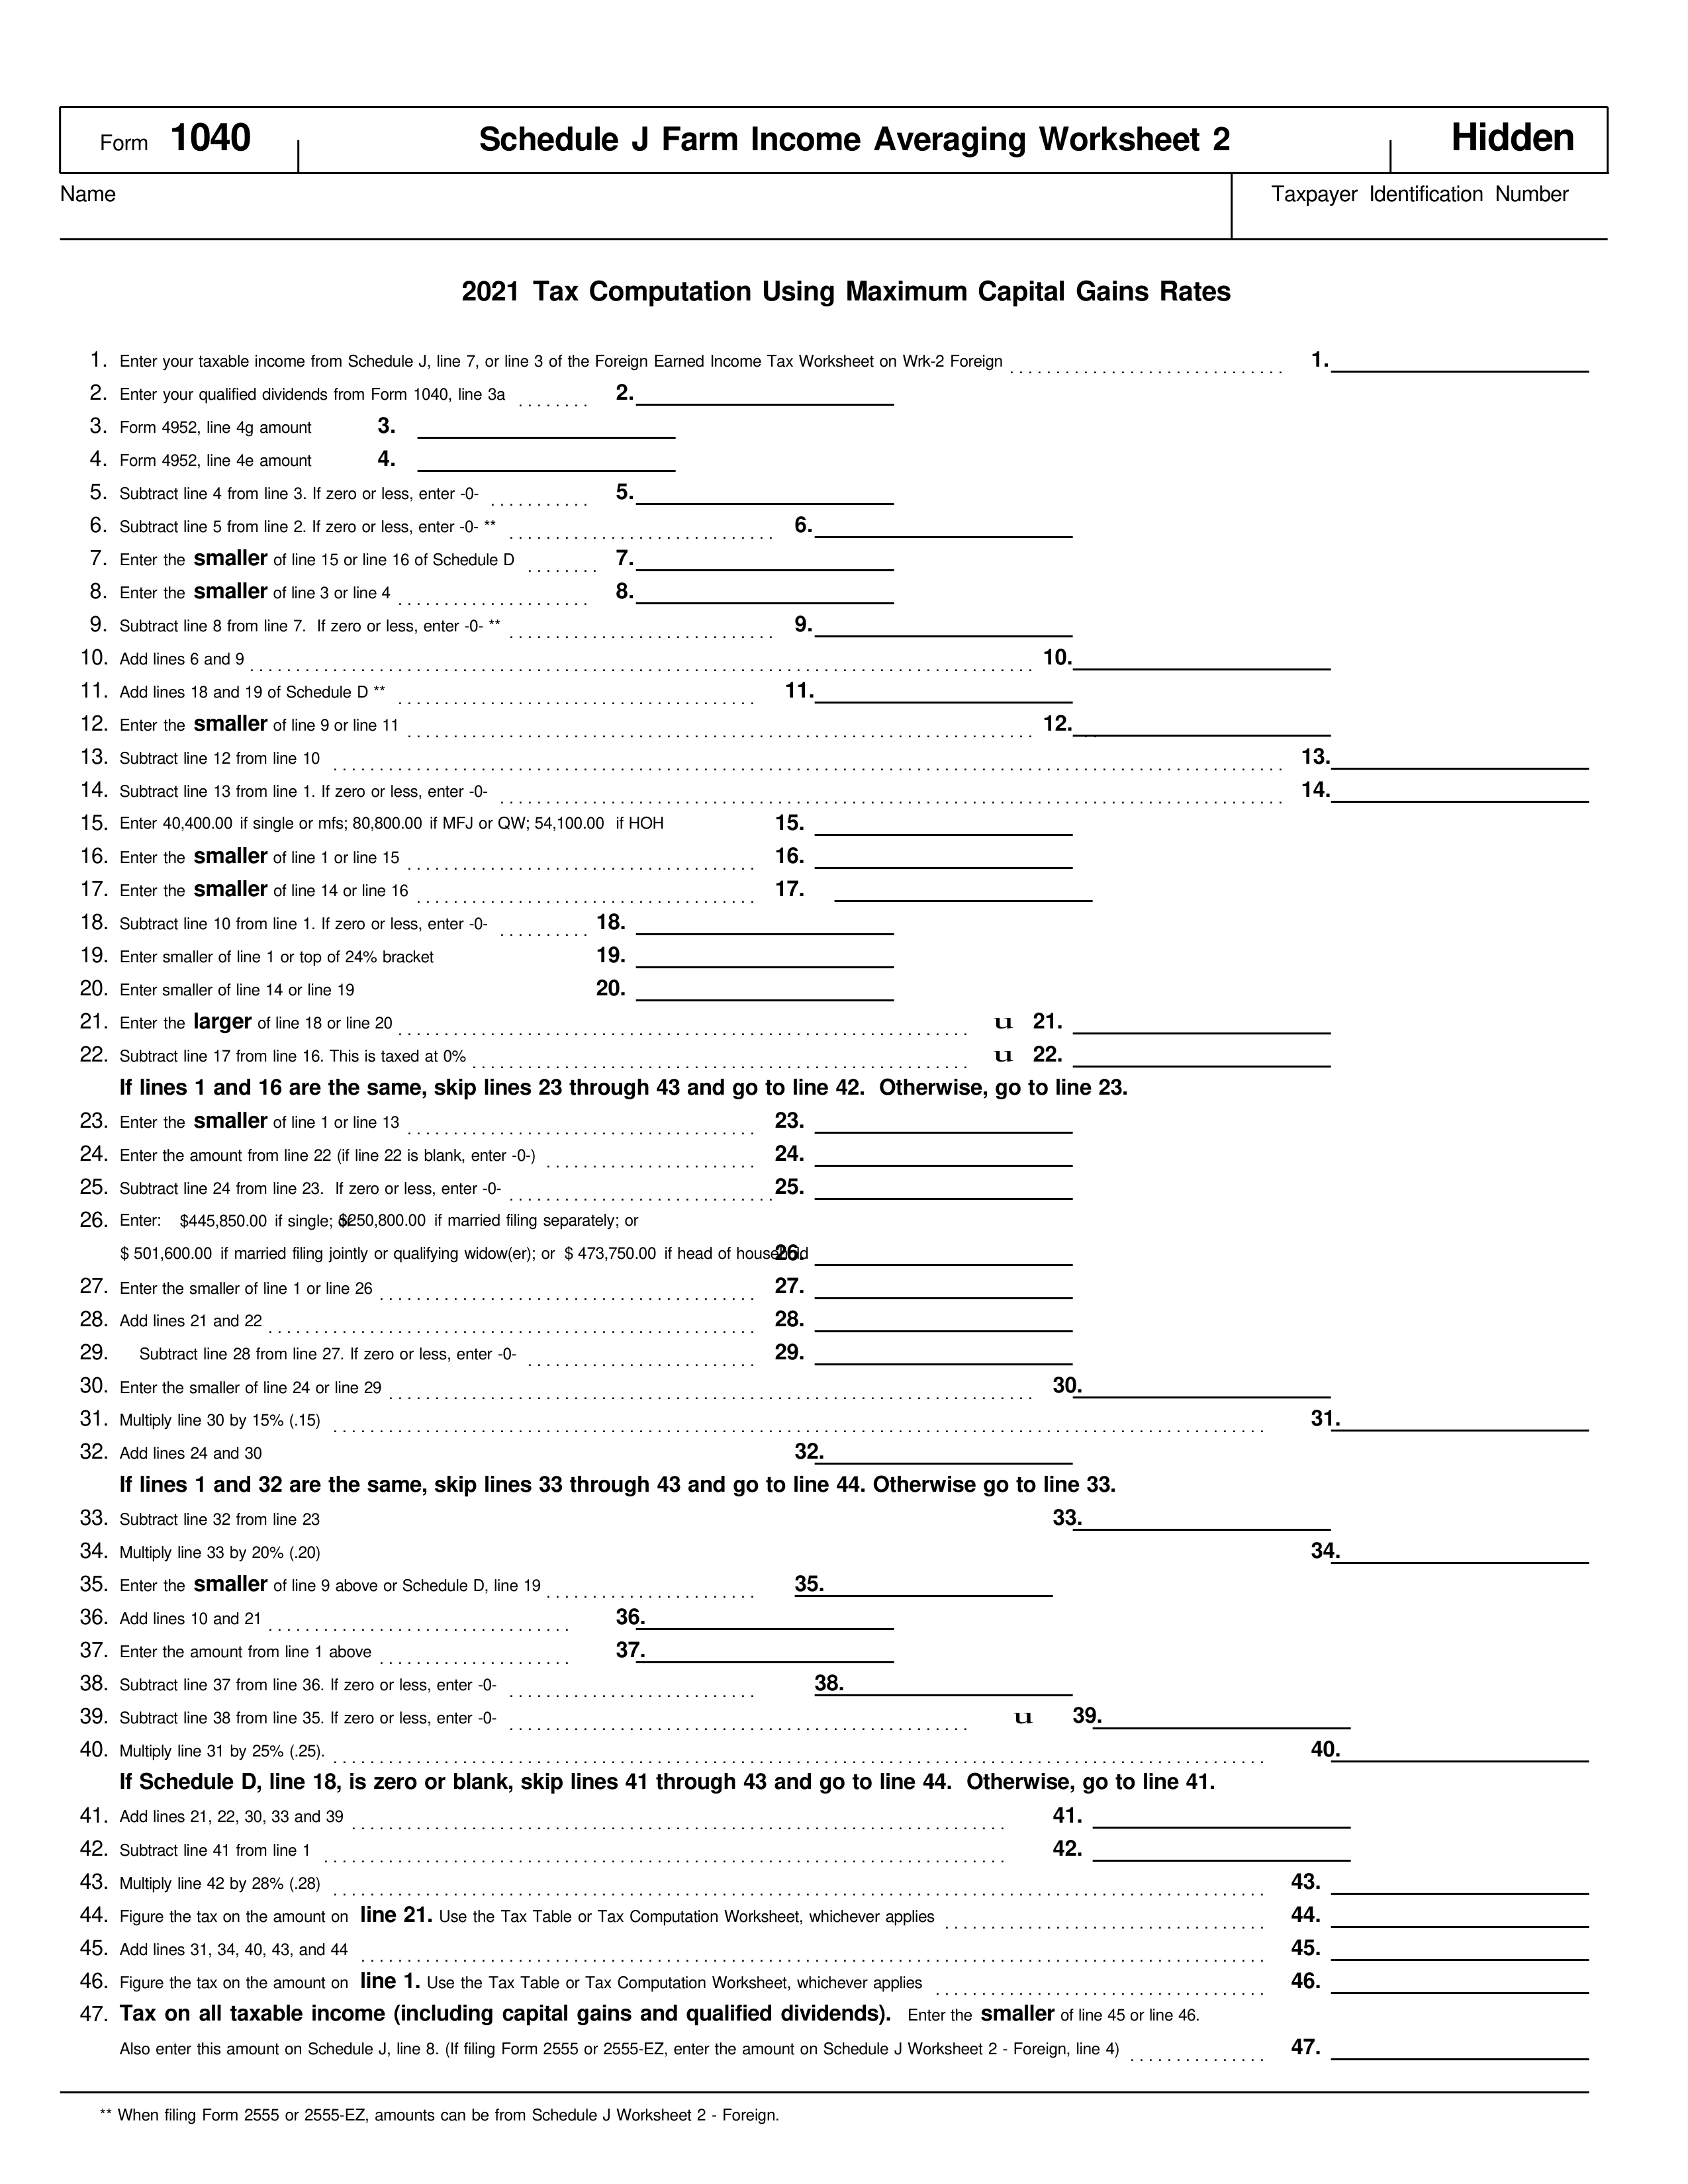 Form 1040 Schedule J Farm Income Averaging Worksheet 2 Hidden
Name Taxpayer Identification Number
2021 Tax Computation Using Maximum Capital Gains Rates
1. Enter your taxable income from Schedule J, line 7, or line 3 of the Foreign Earned Income Tax Worksheet on Wrk-2 Foreign 1.
2. Enter your qualified dividends from Form 1040, line 3a 2.
3. Form 4952, line 4g amount 3.
4. Form 4952, line 4e amount 4.
5. Subtract line 4 from line 3. If zero or less, enter -0- 5.
6. Subtract line 5 from line 2. If zero or less, enter -0- ** 6.
7. Enter the smaller of line 15 or line 16 of Schedule D 7.
8. Enter the smaller of line 3 or line 4 8.
9. Subtract line 8 from line 7. If zero or less, enter -0- ** 9.
10. Add lines 6 and 9 10.
11. Add lines 18 and 19 of Schedule D ** 11.
12. Enter the smaller of line 9 or line 11 12.
13. Subtract line 12 from line 10 13.
14. Subtract line 13 from line 1. If zero or less, enter -0- 14.
15. Enter 40,400.00 if single or mfs; 80,800.00 if MFJ or QW; 54,100.00 if HOH 15.
16. Enter the smaller of line 1 or line 15 16.
17. Enter the smaller of line 14 or line 16 17.
18. Subtract line 10 from line 1. If zero or less, enter -0- 18.
19. Enter smaller of line 1 or top of 24% bracket 19.
20. Enter smaller of line 14 or line 19 20.
21. Enter the larger of line 18 or line 20 u 21.
22. Subtract line 17 from line 16. This is taxed at 0% u 22.
If lines 1 and 16 are the same, skip lines 23 through 43 and go to line 42. Otherwise, go to line 23.
23. Enter the smaller of line 1 or line 13 23.
24. Enter the amount from line 22 (if line 22 is blank, enter -0-) 24.
25. Subtract line 24 from line 23. If zero or less, enter -0- 25.
26. Enter: $445,850.00 if single; or $250,800.00 if married filing separately; or
$ 501,600.00 if married filing jointly or qualifying widow(er); or $ 473,750.00 if head of household 26.
27. Enter the smaller of line 1 or line 26 27.
28. Add lines 21 and 22 28.
29. Subtract line 28 from line 27. If zero or less, enter -0- 29.
30. Enter the smaller of line 24 or line 29 30.
31. Multiply line 30 by 15% (.15) 31.
32. Add lines 24 and 30 32.
If lines 1 and 32 are the same, skip lines 33 through 43 and go to line 44. Otherwise go to line 33.
33. Subtract line 32 from line 23 33.
34. Multiply line 33 by 20% (.20) 34.
35. Enter the smaller of line 9 above or Schedule D, line 19 35.
36. Add lines 10 and 21 36.
37. Enter the amount from line 1 above 37.
38. Subtract line 37 from line 36. If zero or less, enter -0- 38.
39. Subtract line 38 from line 35. If zero or less, enter -0- u 39.
40. Multiply line 31 by 25% (.25). 40.
If Schedule D, line 18, is zero or blank, skip lines 41 through 43 and go to line 44. Otherwise, go to line 41.
41. Add lines 21, 22, 30, 33 and 39 41.
42. Subtract line 41 from line 1 42.
43. Multiply line 42 by 28% (.28) 43.
44. Figure the tax on the amount on line 21. Use the Tax Table or Tax Computation Worksheet, whichever applies 44.
45. Add lines 31, 34, 40, 43, and 44 45.
46. Figure the tax on the amount on line 1. Use the Tax Table or Tax Computation Worksheet, whichever applies 46.
47. Tax on all taxable income (including capital gains and qualified dividends). Enter the smaller of line 45 or line 46.
Also enter this amount on Schedule J, line 8. (If filing Form 2555 or 2555-EZ, enter the amount on Schedule J Worksheet 2 - Foreign, line 4) 47.
** When filing Form 2555 or 2555-EZ, amounts can be from Schedule J Worksheet 2 - Foreign.